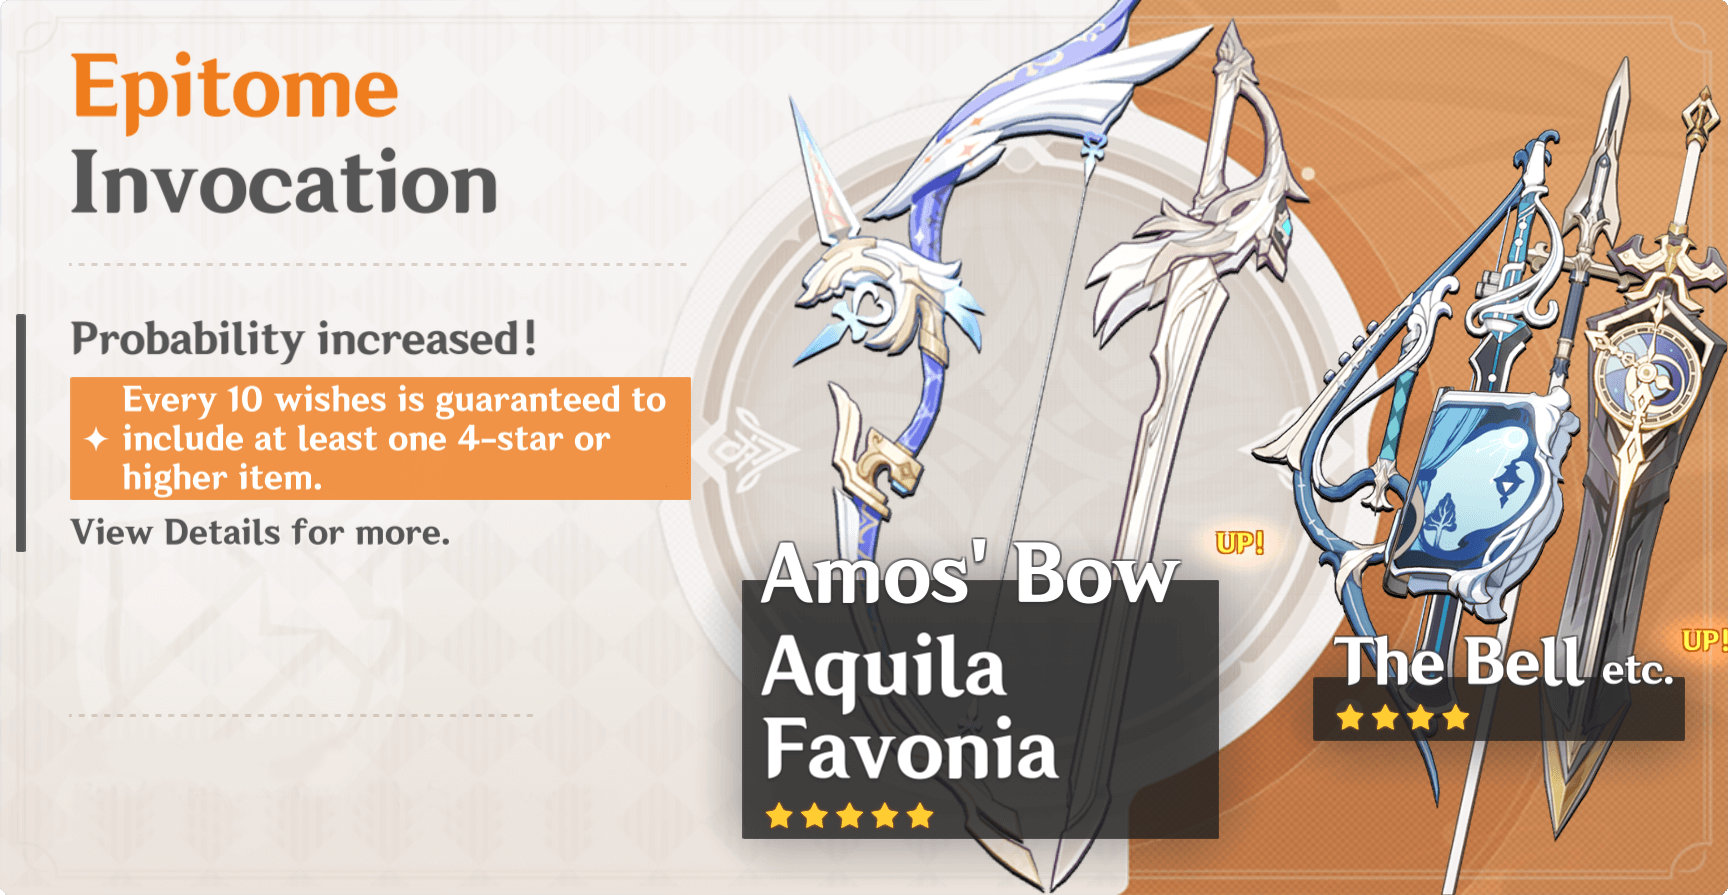 Epitome
Invocation
Probability increased!
Every 10 wishes is guaranteed to
include at least one 4-star or
higher item.
View Details for more.
UP!
Amos' Bow
Aquila
Favonia
UP!
The Bell etc.